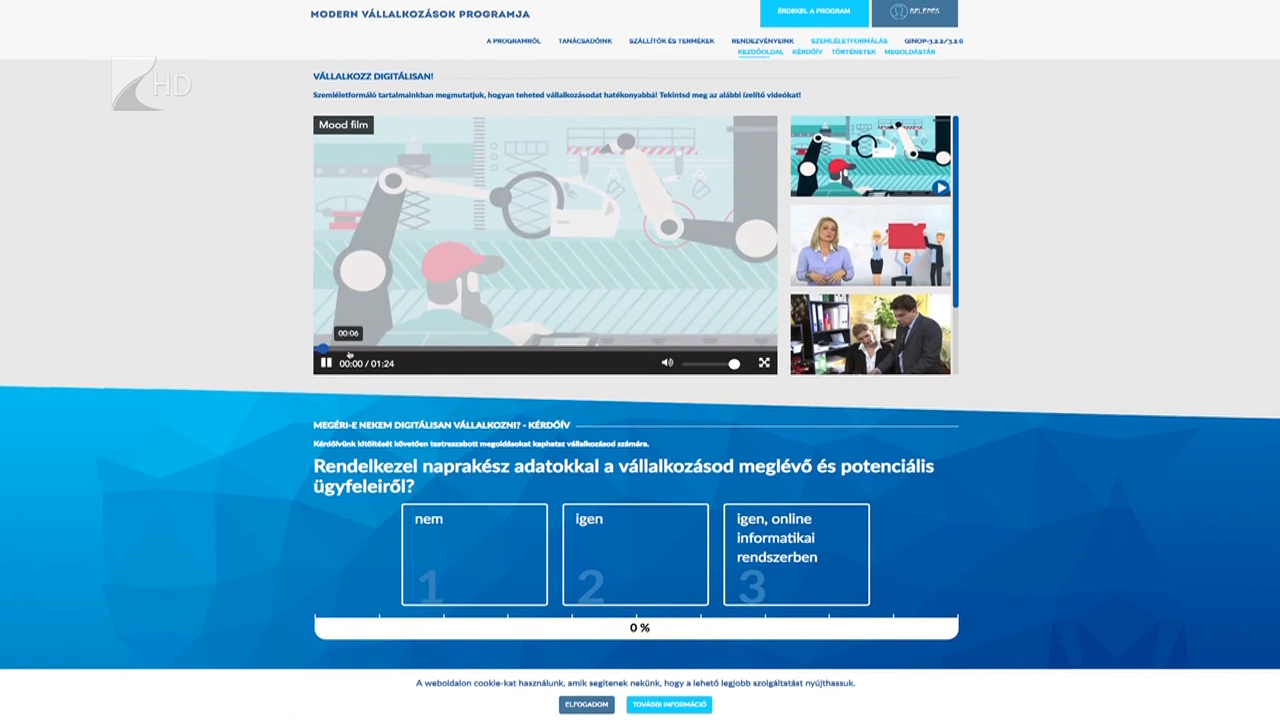 MODERN VÁLLALKOZÁSOK PROGRAMJA
ÉRDEKEL A PROGRAM
BELÉPÉS
A PROGRAMRÓL TANÁCSADÓINK SZÁLLÍTÓK ÉS TERMÉKEK RENDEZVÉNYEINK SZEMLÉLETFORMÁLÁS GINOP-3.2.2/3.2.6
KEZDŐOLDAL KÉRDŐÍV TÖRTÉNETEK MEGOLDÁSTÁR
HD
VÁLLALKOZZ DIGITÁLISAN!
Szemléletformáló tartalmainkban megmutatjuk, hogyan teheted vállalkozásodat hatékonyabbá! Tekintsd meg az alábbi ízelítő videókat!
Mood film
00:06
00:00 / 01:24
MEGÉRI-E NEKEM DIGITÁLISAN VÁLLALKOZNI? - KÉRDŐÍV
Kérdőívünk kitöltését követően testreszabott megoldásokat kaphatsz vállalkozásod számára.
Rendelkezel naprakész adatokkal a vállalkozásod meglévő és potenciális
ügyfeleiről?
nem
1
igen
2
igen, online
informatikai
rendszerben
3
0 %
A weboldalon cookie-kat használunk, amik segítenek nekünk, hogy a lehető legjobb szolgáltatást nyújthassuk.
ELFOGADOM
TOVÁBBI INFORMÁCIÓ